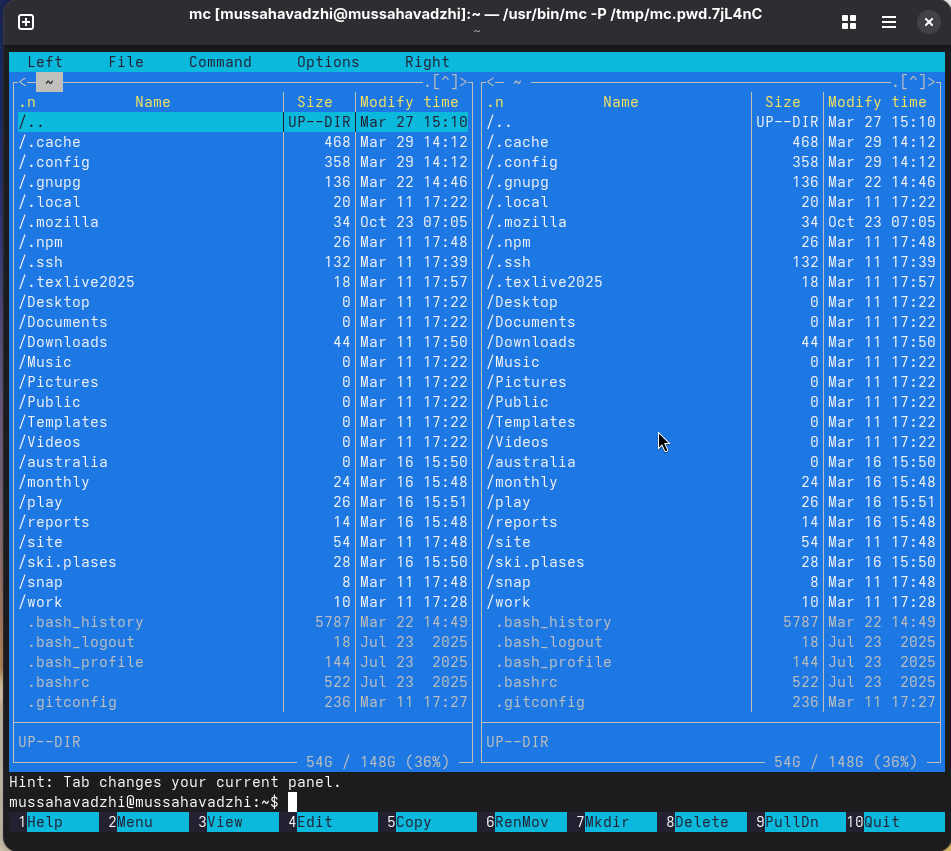 mc [mussahavadzhi@mussahavadzhi]:~ — /usr/bin/mc -P /tmp/mc.pwd.7jL4nC
~
Left File Command Options Right
<— ~ .[^]> <— ~ .[^]>
.n Name Size Modify time .n Name Size Modify time
/.. UP--DIR Mar 27 15:10 /.. UP--DIR Mar 27 15:10
/.cache 468 Mar 29 14:12 /.cache 468 Mar 29 14:12
/.config 358 Mar 29 14:12 /.config 358 Mar 29 14:12
/.gnupg 136 Mar 22 14:46 /.gnupg 136 Mar 22 14:46
/.local 20 Mar 11 17:22 /.local 20 Mar 11 17:22
/.mozilla 34 Oct 23 07:05 /.mozilla 34 Oct 23 07:05
/.npm 26 Mar 11 17:48 /.npm 26 Mar 11 17:48
/.ssh 132 Mar 11 17:39 /.ssh 132 Mar 11 17:39
/.texlive2025 18 Mar 11 17:57 /.texlive2025 18 Mar 11 17:57
/Desktop 0 Mar 11 17:22 /Desktop 0 Mar 11 17:22
/Documents 0 Mar 11 17:22 /Documents 0 Mar 11 17:22
/Downloads 44 Mar 11 17:50 /Downloads 44 Mar 11 17:50
/Music 0 Mar 11 17:22 /Music 0 Mar 11 17:22
/Pictures 0 Mar 11 17:22 /Pictures 0 Mar 11 17:22
/Public 0 Mar 11 17:22 /Public 0 Mar 11 17:22
/Templates 0 Mar 11 17:22 /Templates 0 Mar 11 17:22
/Videos 0 Mar 11 17:22 /Videos 0 Mar 11 17:22
/australia 0 Mar 16 15:50 /australia 0 Mar 16 15:50
/monthly 24 Mar 16 15:48 /monthly 24 Mar 16 15:48
/play 26 Mar 16 15:51 /play 26 Mar 16 15:51
/reports 14 Mar 16 15:48 /reports 14 Mar 16 15:48
/site 54 Mar 11 17:48 /site 54 Mar 11 17:48
/ski.plases 28 Mar 16 15:50 /ski.plases 28 Mar 16 15:50
/snap 8 Mar 11 17:48 /snap 8 Mar 11 17:48
/work 10 Mar 11 17:28 /work 10 Mar 11 17:28
.bash_history 5787 Mar 22 14:49 .bash_history 5787 Mar 22 14:49
.bash_logout 18 Jul 23 2025 .bash_logout 18 Jul 23 2025
.bash_profile 144 Jul 23 2025 .bash_profile 144 Jul 23 2025
.bashrc 522 Jul 23 2025 .bashrc 522 Jul 23 2025
.gitconfig 236 Mar 11 17:27 .gitconfig 236 Mar 11 17:27
UP--DIR UP--DIR
54G / 148G (36%) 54G / 148G (36%)
Hint: Tab changes your current panel.
mussahavadzhi@mussahavadzhi:~$
1Help 2Menu 3View 4Edit 5Copy 6RenMov 7Mkdir 8Delete 9PullDn 10Quit